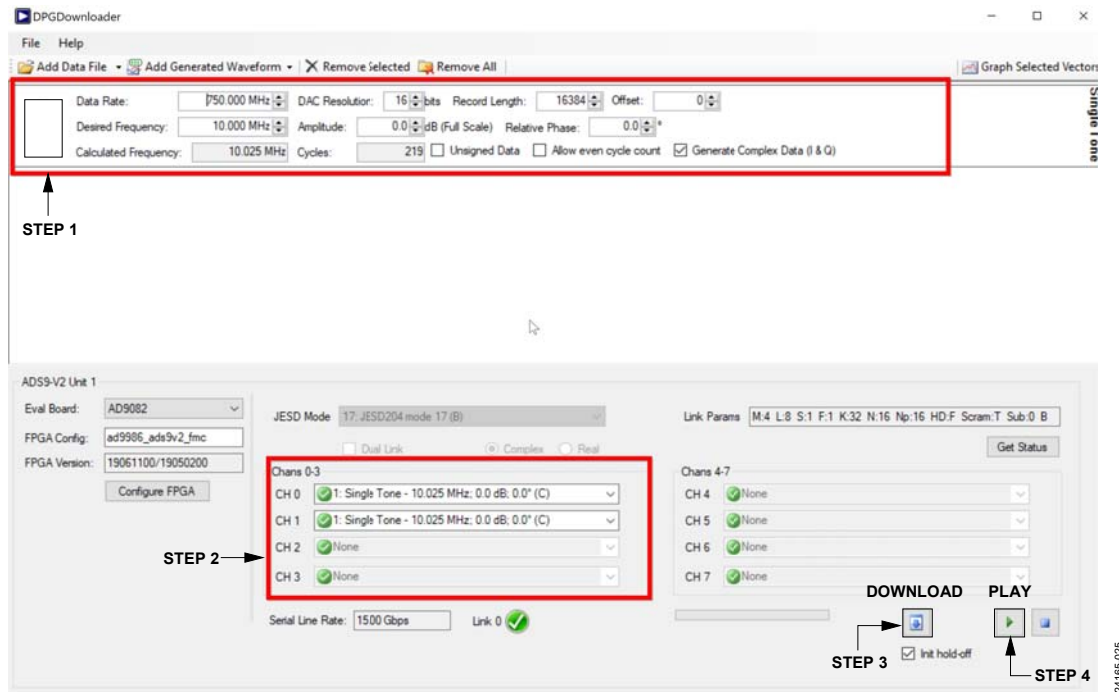 DPGDownloader
File Help
Add Data File Add Generated Waveform Remove Selected Remove All Graph Selected Vectors
Data Rate: 750.000 MHz DAC Resolution: 16 bits Record Length: 16384 Offset: 0
Desired Frequency: 10.000 MHz Amplitude: 0.0 dB (Full Scale) Relative Phase: 0.0 °
Calculated Frequency: 10.025 MHz Cycles: 219 Unsigned Data Allow even cycle count Generate Complex Data (I & Q)
Single Tone
STEP 1
ADS9-V2 Unit 1
Eval Board: AD9082
FPGA Config: ad9986_ads9v2_fmc
FPGA Version: 19061100/19050200
Configure FPGA
JESD Mode 17: JESD204 mode 17 (B)
Dual Link Complex Real
Link Params M:4 L:8 S:1 F:1 K:32 N:16 Np:16 HD:F Scram:T Sub:0 B
Get Status
Chans 0-3
CH 0 1: Single Tone - 10.025 MHz; 0.0 dB; 0.0° (C)
CH 1 1: Single Tone - 10.025 MHz; 0.0 dB; 0.0° (C)
CH 2 None
CH 3 None
STEP 2
Chans 4-7
CH 4 None
CH 5 None
CH 6 None
CH 7 None
Serial Line Rate: 1500 Gbps Link 0
DOWNLOAD PLAY
Init hold-off
STEP 3
STEP 4
24165-025